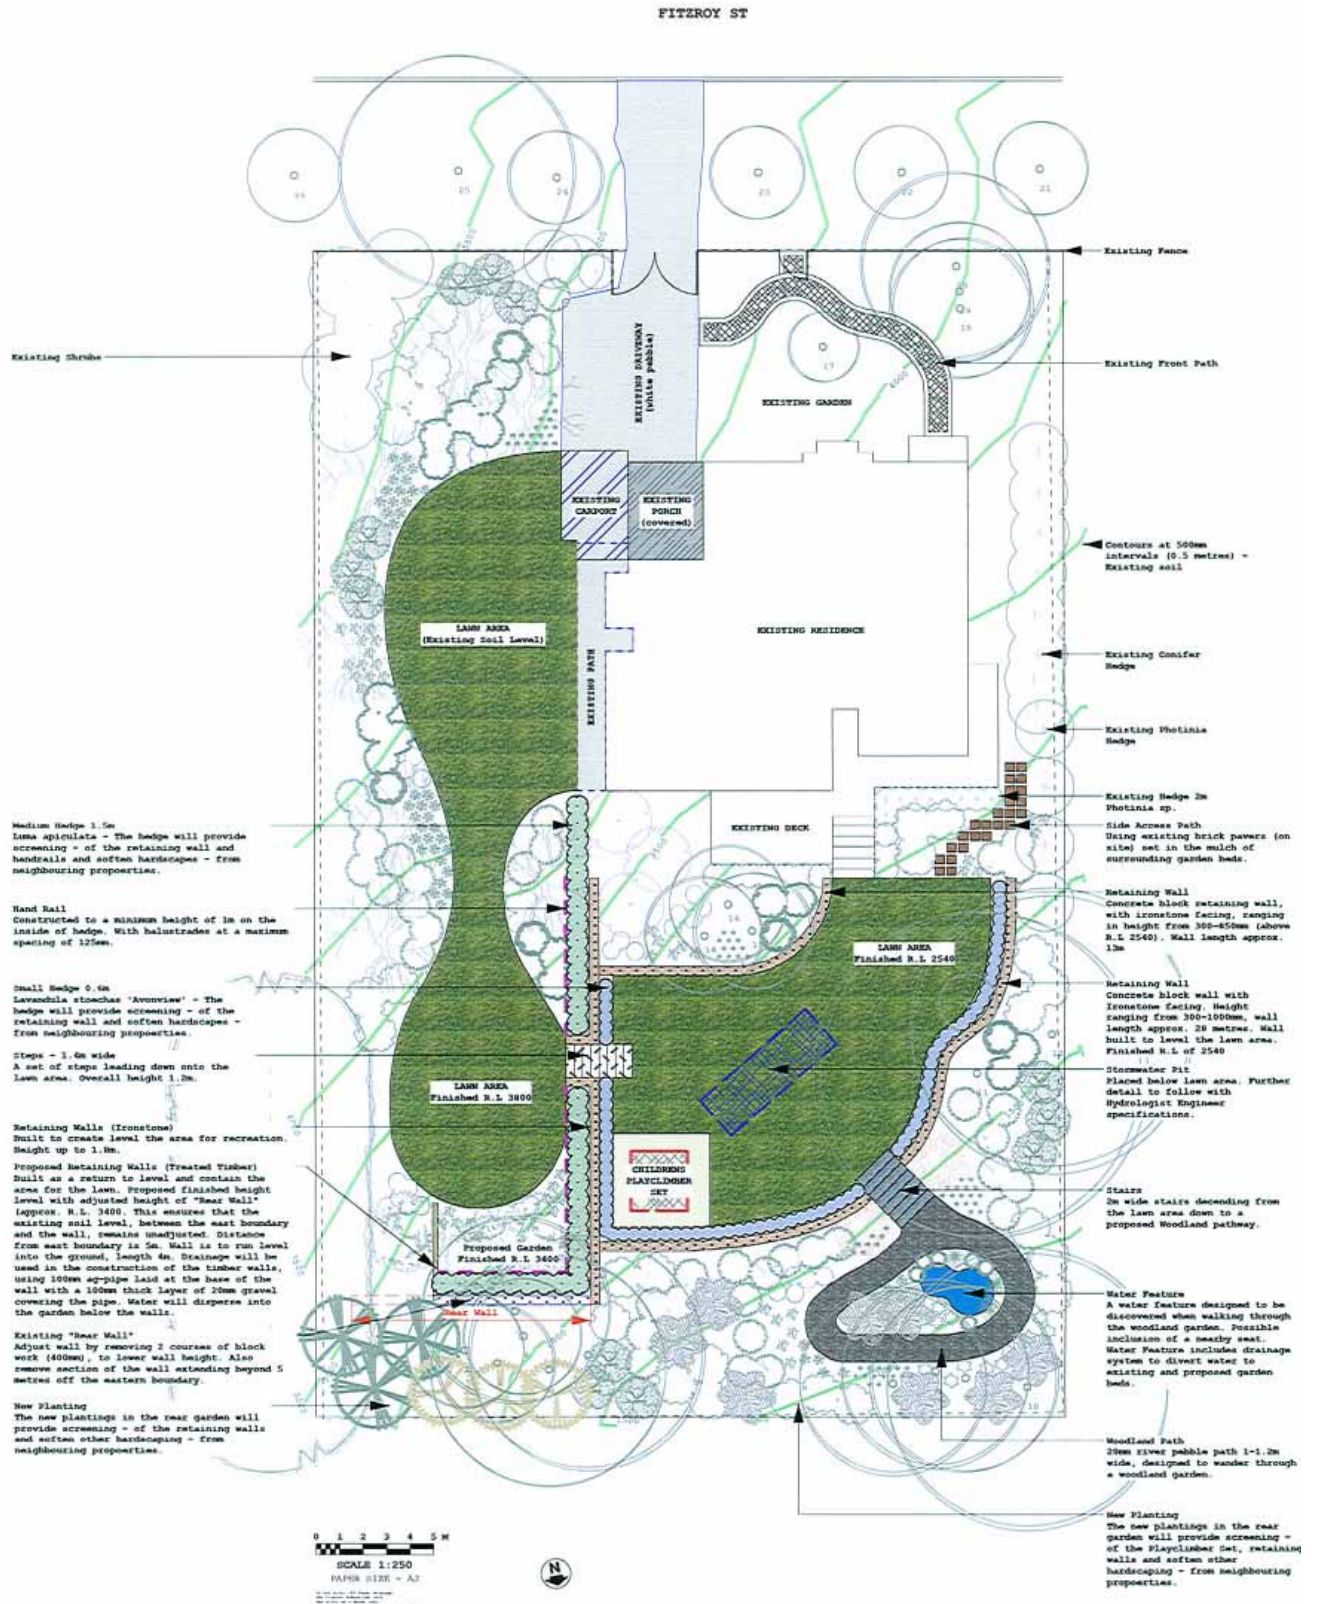 FITZROY ST
26
25
24
23
22
21
Existing Fence
Existing Shrubs
EXISTING DRIVEWAY
(white pebble)
17
4000
Existing Front Path
EXISTING GARDEN
EXISTING
CARPORT
EXISTING
PORCH
(covered)
Contours at 500mm
intervals (0.5 metres) -
Existing soil
LAWN AREA
(Existing Soil Level)
EXISTING RESIDENCE
EXISTING PATH
Existing Conifer
Hedge
Existing Photinia
Hedge
Existing Hedge 2m
Photinia sp.
EXISTING DECK
Side Access Path
Using existing brick pavers (on
site) set in the mulch of
surrounding garden beds.
Medium Hedge 1.5m
Luma apiculata - The hedge will provide
screening - of the retaining wall and
handrails and soften hardscapes - from
neighbouring propoerties.
Hand Rail
Constructed to a minimum height of 1m on the
inside of hedge. With balustrades at a maximum
spacing of 125mm.
Retaining Wall
Concrete block retaining wall,
with ironstone facing, ranging
in height from 300-850mm (above
R.L 2540). Wall length approx.
13m
16
LAWN AREA
Finished R.L 2540
Small Hedge 0.6m
Lavandula stoechas 'Avonview' - The
hedge will provide screening - of the
retaining wall and soften hardscapes -
from neighbouring propoerties.
Retaining Wall
Concrete block wall with
Ironstone facing. Height
ranging from 300-1000mm, wall
length approx. 28 metres. Wall
built to level the lawn area.
Finished R.L of 2540
Steps - 1.6m wide
A set of steps leading down onto the
lawn area. Overall height 1.2m.
LAWN AREA
Finished R.L 3800
Stormwater Pit
Placed below lawn area. Further
detail to follow with
Hydrologist Engineer
specifications.
Retaining Walls (Ironstone)
Built to create level the area for recreation.
Height up to 1.8m.
CHILDRENS
PLAYCLIMBER
SET
Proposed Retaining Walls (Treated Timber)
Built as a return to level and contain the
area for the lawn. Proposed finished height
level with adjusted height of "Rear Wall"
(approx. R.L. 3400. This ensures that the
existing soil level, between the east boundary
and the wall, remains unadjusted. Distance
from east boundary is 5m. Wall is to run level
into the ground, length 4m. Drainage will be
used in the construction of the timber walls,
using 100mm ag-pipe laid at the base of the
wall with a 100mm thick layer of 20mm gravel
covering the pipe. Water will disperse into
the garden below the walls.
Stairs
2m wide stairs decending from
the lawn area down to a
proposed Woodland pathway.
Proposed Garden
Finished R.L 3400
Rear Wall
Water Feature
A water feature designed to be
discovered when walking through
the woodland garden. Possible
inclusion of a nearby seat.
Water Feature includes drainage
system to divert water to
existing and proposed garden
beds.
Existing "Rear Wall"
Adjust wall by removing 2 courses of block
work (400mm), to lower wall height. Also
remove section of the wall extending beyond 5
metres off the eastern boundary.
New Planting
The new plantings in the rear garden will
provide screening - of the retaining walls
and soften other hardscaping - from
neighbouring propoerties.
Woodland Path
20mm river pebble path 1-1.2m
wide, designed to wander through
a woodland garden.
New Planting
The new plantings in the rear
garden will provide screening -
of the Playclimber Set, retaining
walls and soften other
hardscaping - from neighbouring
propoerties.
0 1 2 3 4 5 M
SCALE 1:250
PAPER SIZE - A3
N